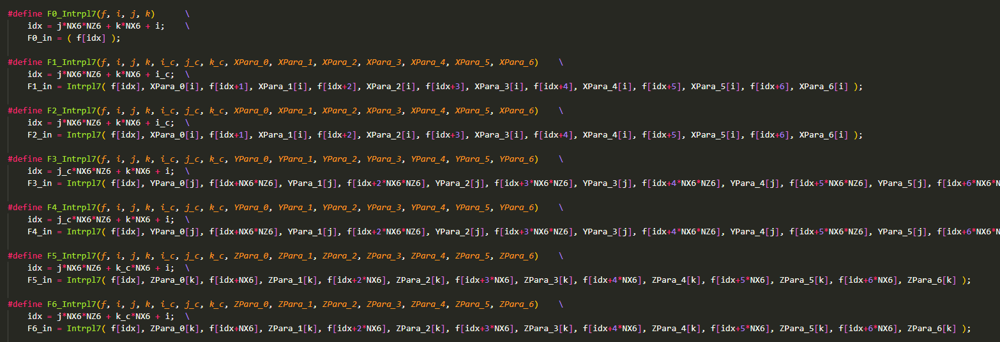 #define F0_Intrpl7(f, i, j, k) \
idx = j*NX6*NZ6 + k*NX6 + i; \
F0_in = ( f[idx] );
#define F1_Intrpl7(f, i, j, k, i_c, j_c, k_c, XPara_0, XPara_1, XPara_2, XPara_3, XPara_4, XPara_5, XPara_6) \
idx = j*NX6*NZ6 + k*NX6 + i_c; \
F1_in = Intrpl7( f[idx], XPara_0[i], f[idx+1], XPara_1[i], f[idx+2], XPara_2[i], f[idx+3], XPara_3[i], f[idx+4], XPara_4[i], f[idx+5], XPara_5[i], f[idx+6], XPara_6[i] );
#define F2_Intrpl7(f, i, j, k, i_c, j_c, k_c, XPara_0, XPara_1, XPara_2, XPara_3, XPara_4, XPara_5, XPara_6) \
idx = j*NX6*NZ6 + k*NX6 + i_c; \
F2_in = Intrpl7( f[idx], XPara_0[i], f[idx+1], XPara_1[i], f[idx+2], XPara_2[i], f[idx+3], XPara_3[i], f[idx+4], XPara_4[i], f[idx+5], XPara_5[i], f[idx+6], XPara_6[i] );
#define F3_Intrpl7(f, i, j, k, i_c, j_c, k_c, YPara_0, YPara_1, YPara_2, YPara_3, YPara_4, YPara_5, YPara_6) \
idx = j_c*NX6*NZ6 + k*NX6 + i; \
F3_in = Intrpl7( f[idx], YPara_0[j], f[idx+NX6*NZ6], YPara_1[j], f[idx+2*NX6*NZ6], YPara_2[j], f[idx+3*NX6*NZ6], YPara_3[j], f[idx+4*NX6*NZ6], YPara_4[j], f[idx+5*NX6*NZ6], YPara_5[j], f[idx+6*NX6*N
#define F4_Intrpl7(f, i, j, k, i_c, j_c, k_c, YPara_0, YPara_1, YPara_2, YPara_3, YPara_4, YPara_5, YPara_6) \
idx = j_c*NX6*NZ6 + k*NX6 + i; \
F4_in = Intrpl7( f[idx], YPara_0[j], f[idx+NX6*NZ6], YPara_1[j], f[idx+2*NX6*NZ6], YPara_2[j], f[idx+3*NX6*NZ6], YPara_3[j], f[idx+4*NX6*NZ6], YPara_4[j], f[idx+5*NX6*NZ6], YPara_5[j], f[idx+6*NX6*N
#define F5_Intrpl7(f, i, j, k, i_c, j_c, k_c, ZPara_0, ZPara_1, ZPara_2, ZPara_3, ZPara_4, ZPara_5, ZPara_6) \
idx = j*NX6*NZ6 + k_c*NX6 + i; \
F5_in = Intrpl7( f[idx], ZPara_0[k], f[idx+NX6], ZPara_1[k], f[idx+2*NX6], ZPara_2[k], f[idx+3*NX6], ZPara_3[k], f[idx+4*NX6], ZPara_4[k], f[idx+5*NX6], ZPara_5[k], f[idx+6*NX6], ZPara_6[k] );
#define F6_Intrpl7(f, i, j, k, i_c, j_c, k_c, ZPara_0, ZPara_1, ZPara_2, ZPara_3, ZPara_4, ZPara_5, ZPara_6) \
idx = j*NX6*NZ6 + k_c*NX6 + i; \
F6_in = Intrpl7( f[idx], ZPara_0[k], f[idx+NX6], ZPara_1[k], f[idx+2*NX6], ZPara_2[k], f[idx+3*NX6], ZPara_3[k], f[idx+4*NX6], ZPara_4[k], f[idx+5*NX6], ZPara_5[k], f[idx+6*NX6], ZPara_6[k] );